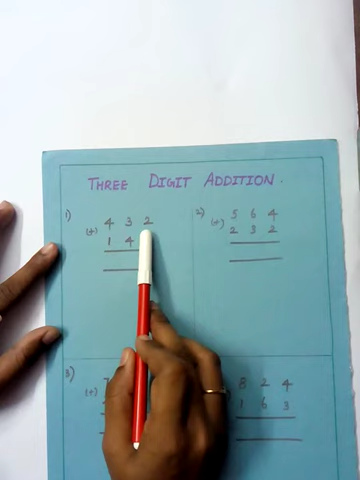 THREE DIGIT ADDITION.
1) 4 3 2
(+) 1 4
2) 5 6 4
(+) 2 3 2
3)
(+)
8 2 4
1 6 3